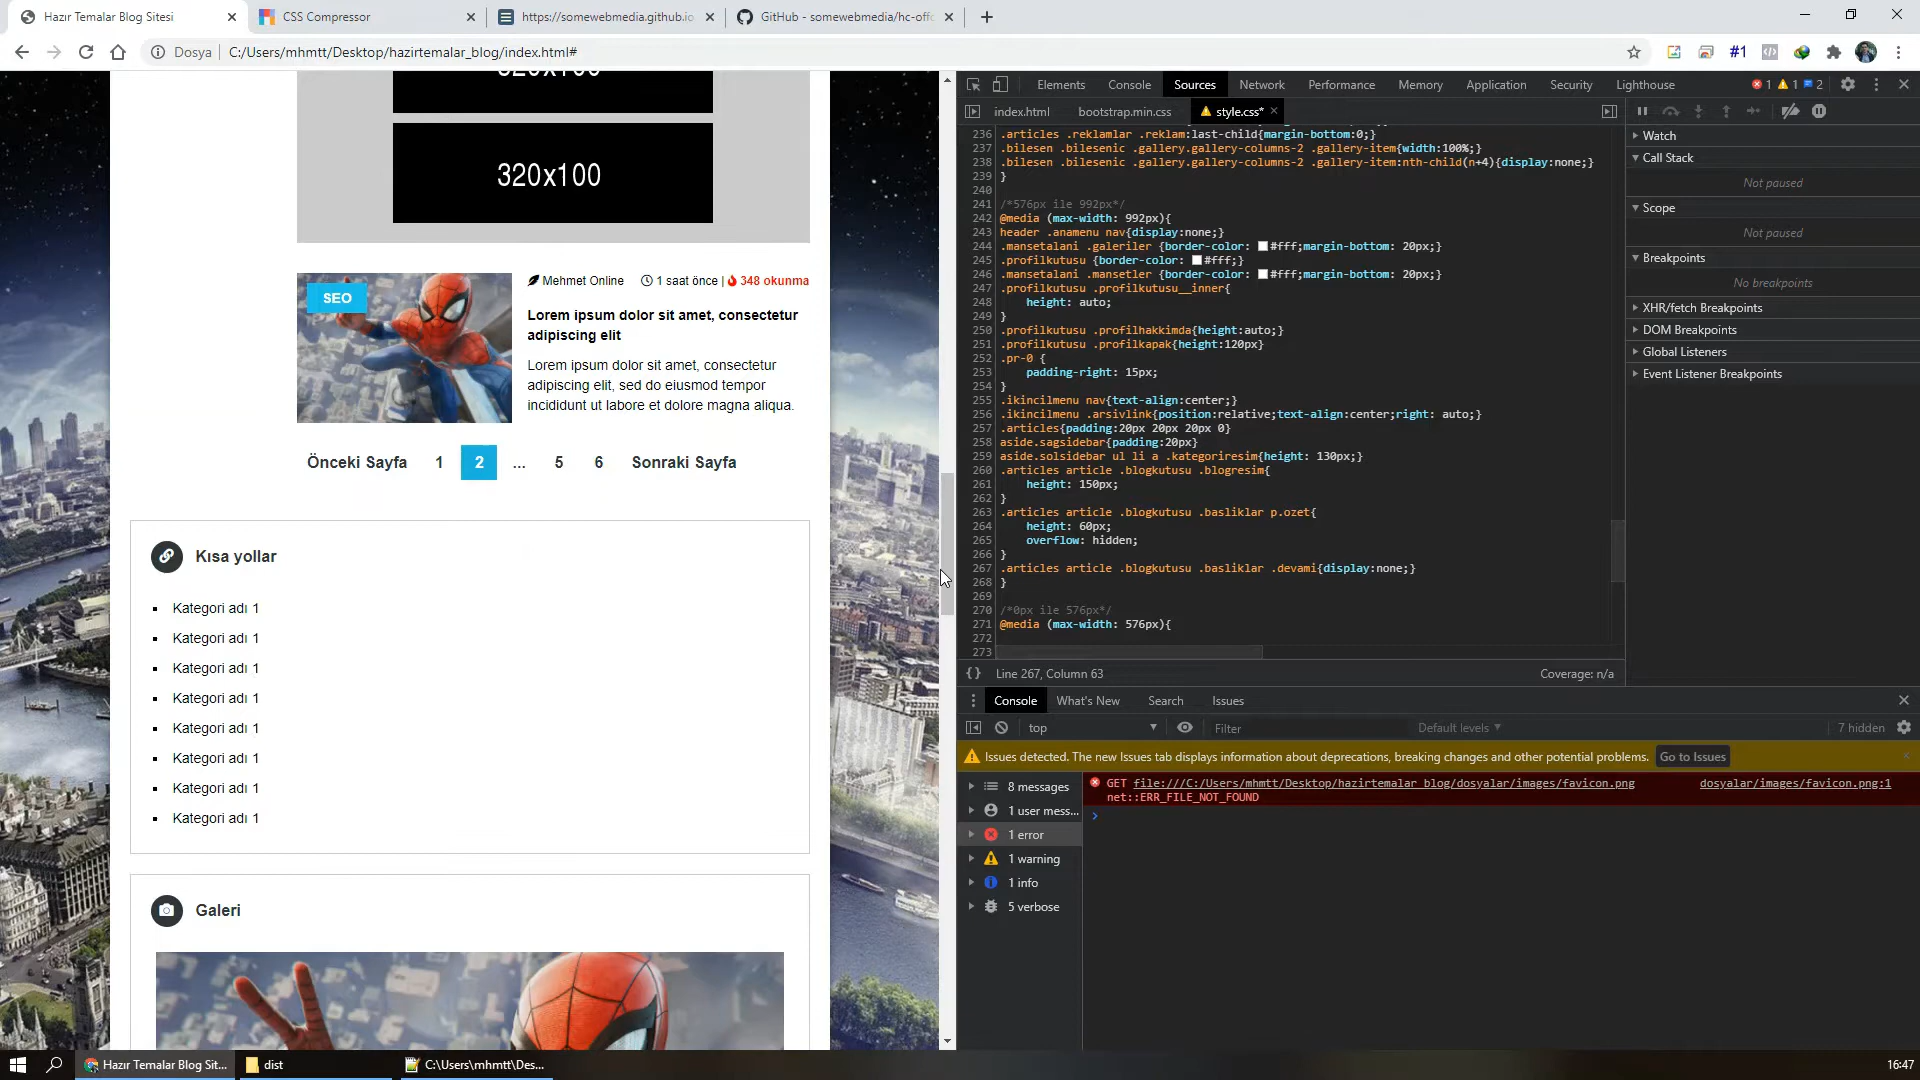 Hazır Temalar Blog Sitesi
CSS Compressor
https://somewebmedia.github.io
GitHub - somewebmedia/hc-offc
Dosya
C:/Users/mhmtt/Desktop/hazirtemalar_blog/index.html#
#1
320x100
320x100
SEO
Mehmet Online 1 saat önce | 348 okunma
Lorem ipsum dolor sit amet, consectetur
adipiscing elit
Lorem ipsum dolor sit amet, consectetur
adipiscing elit, sed do eiusmod tempor
incididunt ut labore et dolore magna aliqua.
Önceki Sayfa 1 2 ... 5 6 Sonraki Sayfa
Kısa yollar
Kategori adı 1
Kategori adı 1
Kategori adı 1
Kategori adı 1
Kategori adı 1
Kategori adı 1
Kategori adı 1
Kategori adı 1
Galeri
Elements Console Sources Network Performance Memory Application Security Lighthouse 1 1 2
index.html bootstrap.min.css style.css*
236 .articles .reklamlar .reklam:last-child{margin-bottom:0;}
237 .bilesen .bilesenic .gallery.gallery-columns-2 .gallery-item{width:100%;}
238 .bilesen .bilesenic .gallery.gallery-columns-2 .gallery-item:nth-child(n+4){display:none;}
239 }
240
241 /*576px ile 992px*/
242 @media (max-width: 992px){
243 header .anamenu nav{display:none;}
244 .mansetalani .galeriler {border-color: #fff;margin-bottom: 20px;}
245 .profilkutusu {border-color: #fff;}
246 .mansetalani .mansetler {border-color: #fff;margin-bottom: 20px;}
247 .profilkutusu .profilkutusu__inner{
248 height: auto;
249 }
250 .profilkutusu .profilhakkimda{height:auto;}
251 .profilkutusu .profilkapak{height:120px}
252 .pr-0 {
253 padding-right: 15px;
254 }
255 .ikincilmenu nav{text-align:center;}
256 .ikincilmenu .arsivlink{position:relative;text-align:center;right: auto;}
257 .articles{padding:20px 20px 20px 0}
258 aside.sagsidebar{padding:20px}
259 aside.solsidebar ul li a .kategoriresim{height: 130px;}
260 .articles article .blogkutusu .blogresim{
261 height: 150px;
262 }
263 .articles article .blogkutusu .basliklar p.ozet{
264 height: 60px;
265 overflow: hidden;
266 }
267 .articles article .blogkutusu .basliklar .devami{display:none;}
268 }
269
270 /*0px ile 576px*/
271 @media (max-width: 576px){
272
273
{} Line 267, Column 63
Coverage: n/a
Watch
Call Stack
Not paused
Scope
Not paused
Breakpoints
No breakpoints
XHR/fetch Breakpoints
DOM Breakpoints
Global Listeners
Event Listener Breakpoints
Console What's New Search Issues
top Filter Default levels 7 hidden
Issues detected. The new Issues tab displays information about deprecations, breaking changes and other potential problems. Go to Issues
8 messages
1 user mess...
1 error
1 warning
1 info
5 verbose
GET file:///C:/Users/mhmtt/Desktop/hazirtemalar_blog/dosyalar/images/favicon.png dosyalar/images/favicon.png:1
net::ERR_FILE_NOT_FOUND
Hazır Temalar Blog Sit...
dist
C:\Users\mhmtt\Des...
16:47